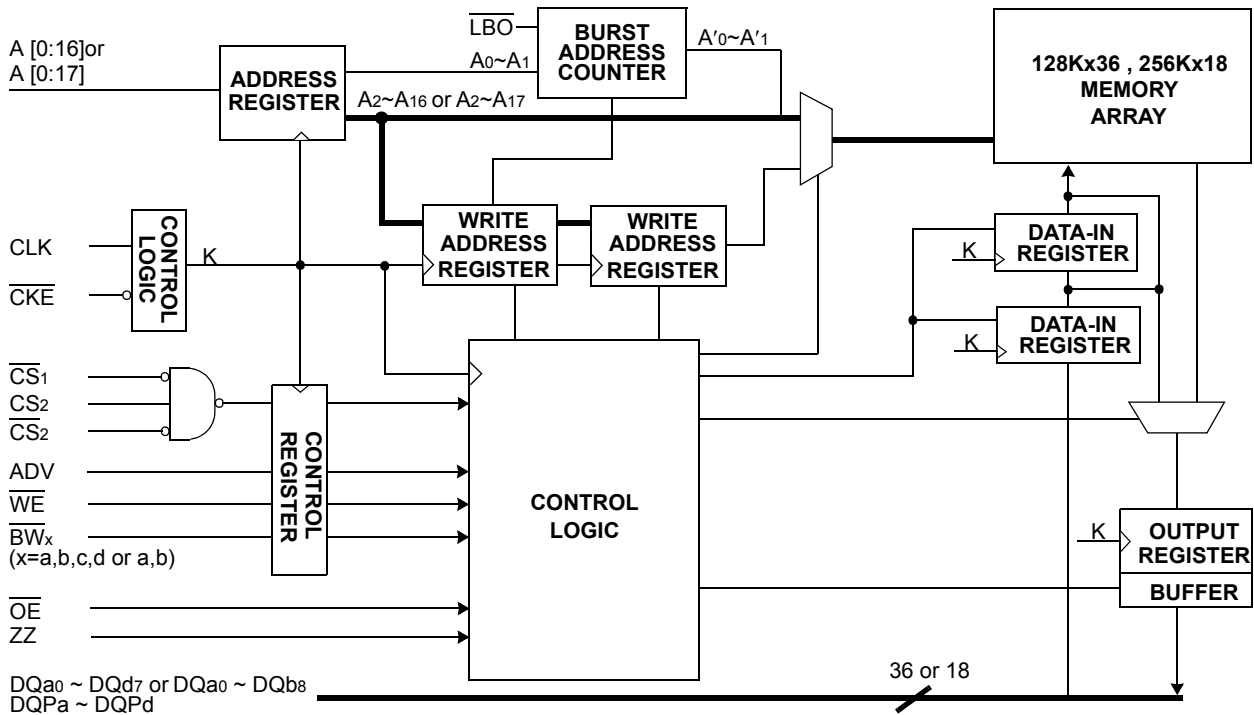 LBO
BURST
ADDRESS
COUNTER
A′0~A′1
A [0:16]or
A [0:17]
ADDRESS
REGISTER
A0~A1
A2~A16 or A2~A17
128Kx36 , 256Kx18
MEMORY
ARRAY
WRITE
ADDRESS
REGISTER
WRITE
ADDRESS
REGISTER
DATA-IN
REGISTER
K
DATA-IN
REGISTER
K
CLK
CKE
CONTROL
LOGIC
K
CS1
CS2
CS2
ADV
WE
BWx
(x=a,b,c,d or a,b)
CONTROL
REGISTER
CONTROL
LOGIC
K
OUTPUT
REGISTER
BUFFER
OE
ZZ
DQa0 ~ DQd7 or DQa0 ~ DQb8
DQPa ~ DQPd
36 or 18